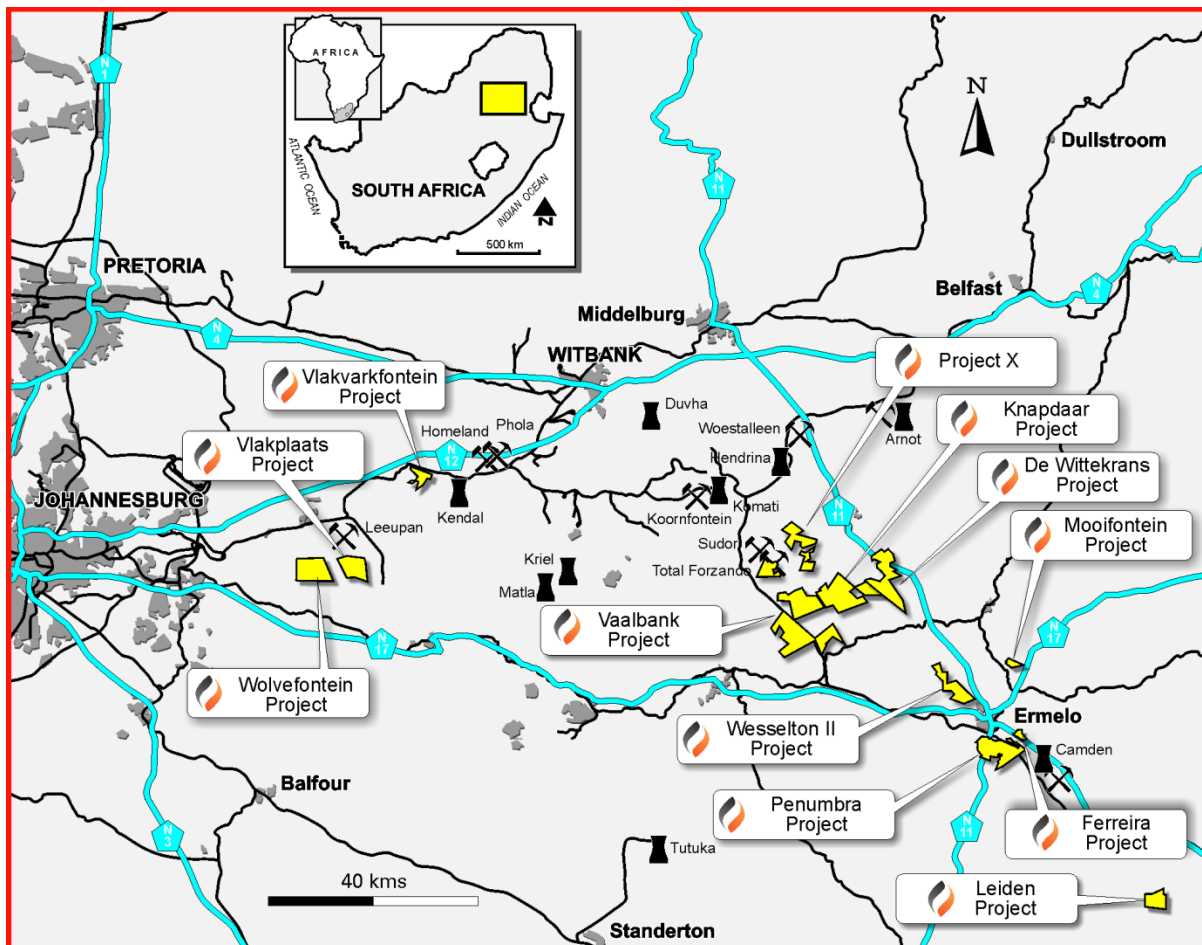 N
1
AFRICA
ATLANTIC OCEAN
SOUTH AFRICA
INDIAN OCEAN
N
500 km
N
11
N
Dullstroom
PRETORIA
N
4
Belfast
N
4
Middelburg
WITBANK
Project X
Vlakvarkfontein
Project
Duvha
Knapdaar
Project
Homeland
Phola
Woestalleen
Arnot
Vlakplaats
Project
N
12
Hendrina
De Wittekrans
Project
JOHANNESBURG
Kendal
Komati
Koornfontein
Leeupan
N
11
Mooifontein
Project
Sudor
Kriel
Total Forzando
Matla
Vaalbank
Project
N
17
N
17
Wolvefontein
Project
Wesselton II
Project
Ermelo
Camden
Balfour
Penumbra
Project
N
3
N
11
Ferreira
Project
Tutuka
40 kms
Leiden
Project
Standerton